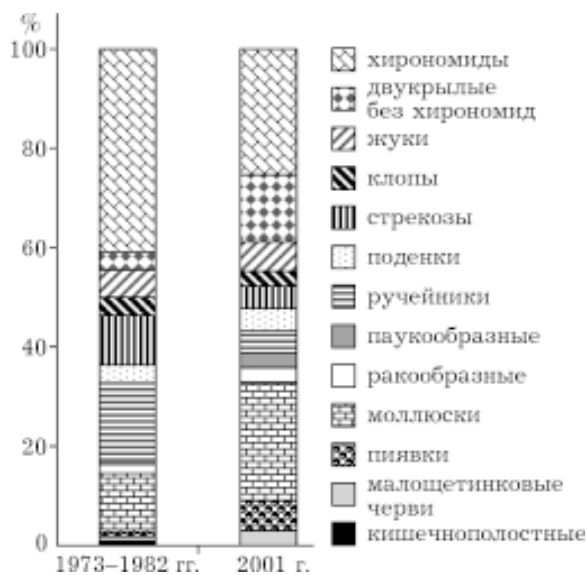 %
100
80
60
40
20
0
1973–1982 гг.
2001 г.
хирономиды
двукрылые
без хирономид
жуки
клопы
стрекозы
поденки
ручейники
паукообразные
ракообразные
моллюски
пиявки
малощетинковые
черви
кишечнополостные